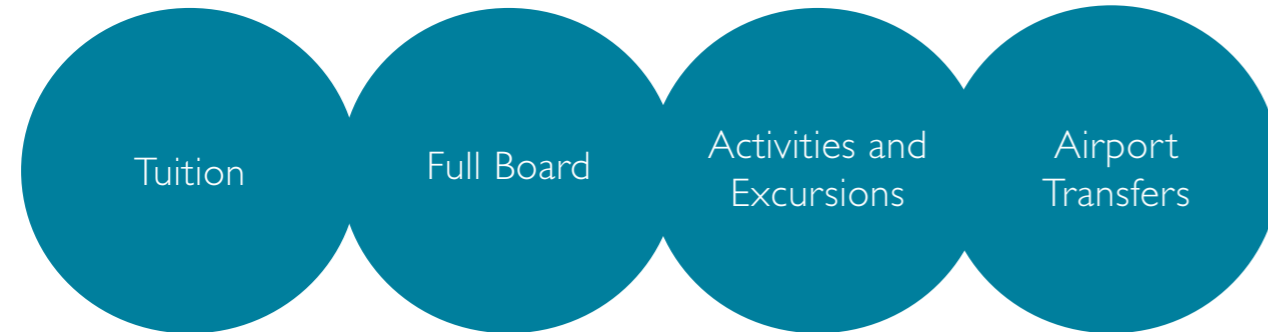 Tuition
Full Board
Activities and
Excursions
Airport
Transfers